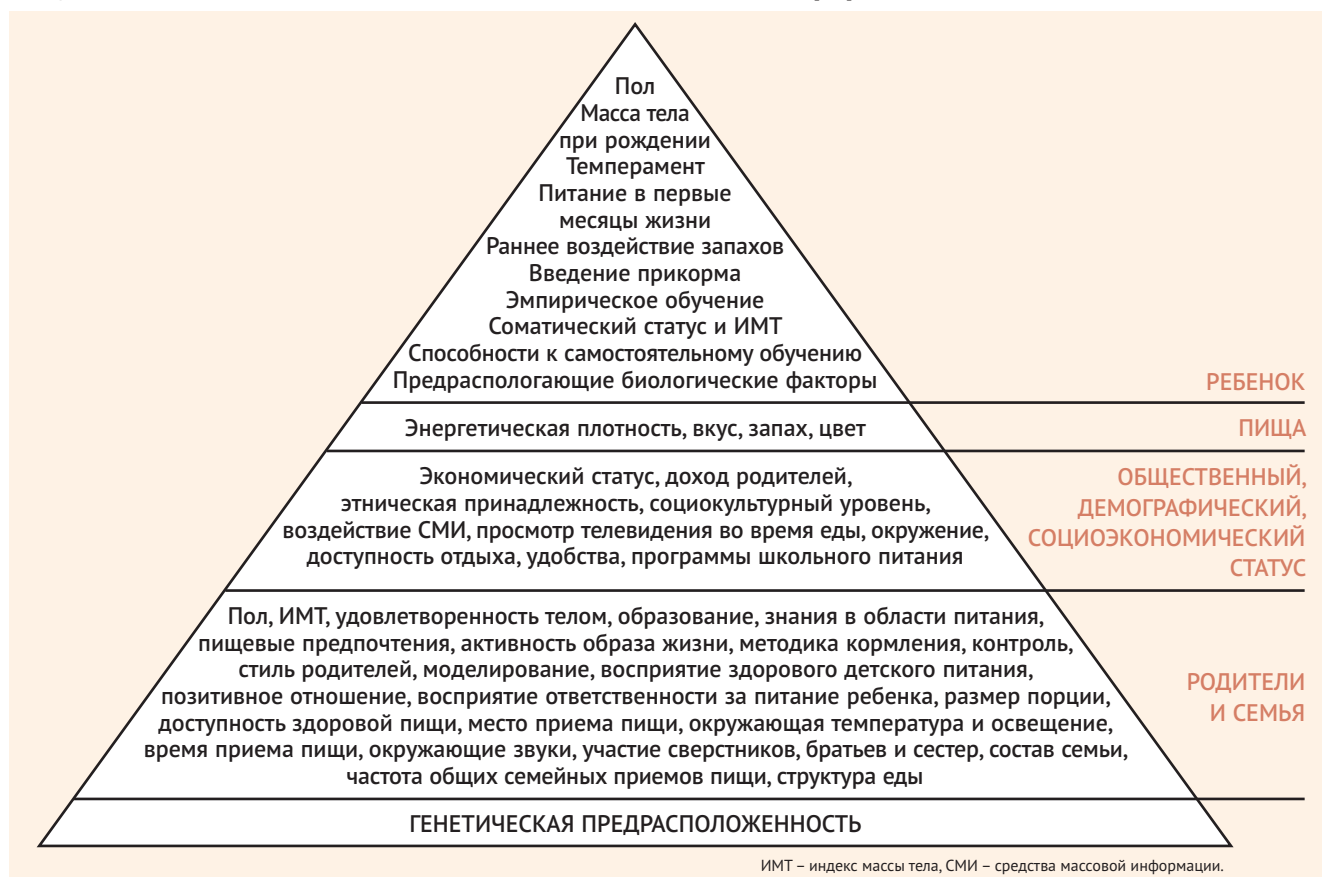 Пол
Масса тела
при рождении
Темперамент
Питание в первые
месяцы жизни
Раннее воздействие запахов
Введение прикорма
Эмпирическое обучение
Соматический статус и ИМТ
Способности к самостоятельному обучению
Предраспологающие биологические факторы
РЕБЕНОК
Энергетическая плотность, вкус, запах, цвет
ПИЩА
Экономический статус, доход родителей,
этническая принадлежность, социокультурный уровень,
воздействие СМИ, просмотр телевидения во время еды, окружение,
доступность отдыха, удобства, программы школьного питания
ОБЩЕСТВЕННЫЙ,
ДЕМОГРАФИЧЕСКИЙ,
СОЦИОЭКОНОМИЧЕСКИЙ
СТАТУС
Пол, ИМТ, удовлетворенность телом, образование, знания в области питания,
пищевые предпочтения, активность образа жизни, методика кормления, контроль,
стиль родителей, моделирование, восприятие здорового детского питания,
позитивное отношение, восприятие ответственности за питание ребенка, размер порции,
доступность здоровой пищи, место приема пищи, окружающая температура и освещение,
время приема пищи, окружающие звуки, участие сверстников, братьев и сестер, состав семьи,
частота общих семейных приемов пищи, структура еды
РОДИТЕЛИ
И СЕМЬЯ
ГЕНЕТИЧЕСКАЯ ПРЕДРАСПОЛОЖЕННОСТЬ
ИМТ – индекс массы тела, СМИ – средства массовой информации.